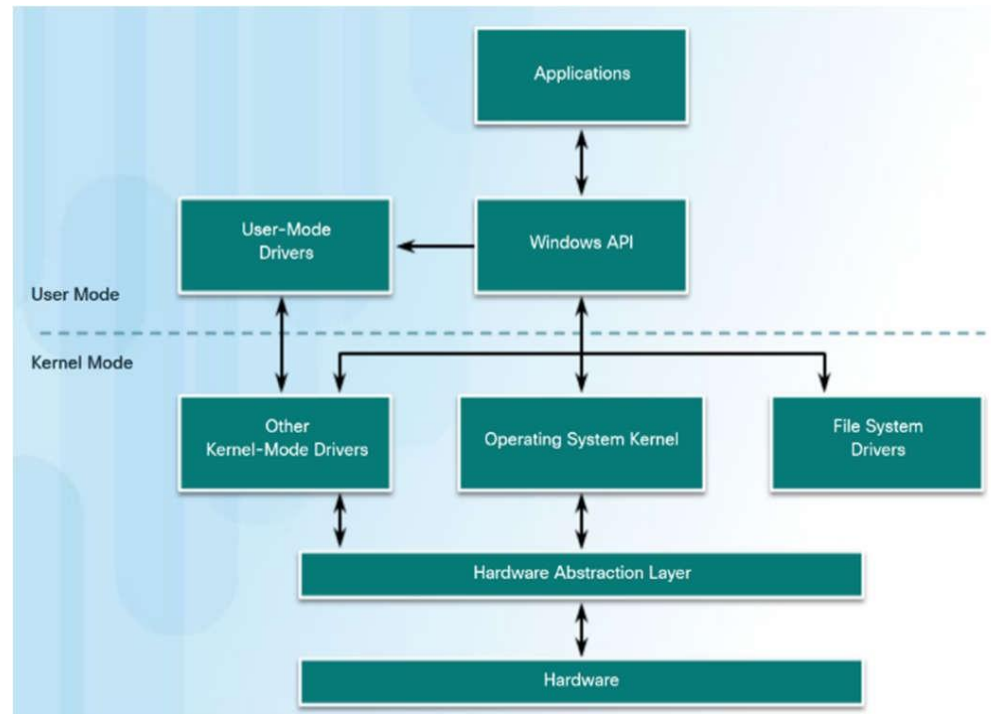 Applications
User-Mode
Drivers
Windows API
User Mode
Kernel Mode
Other
Kernel-Mode Drivers
Operating System Kernel
File System
Drivers
Hardware Abstraction Layer
Hardware